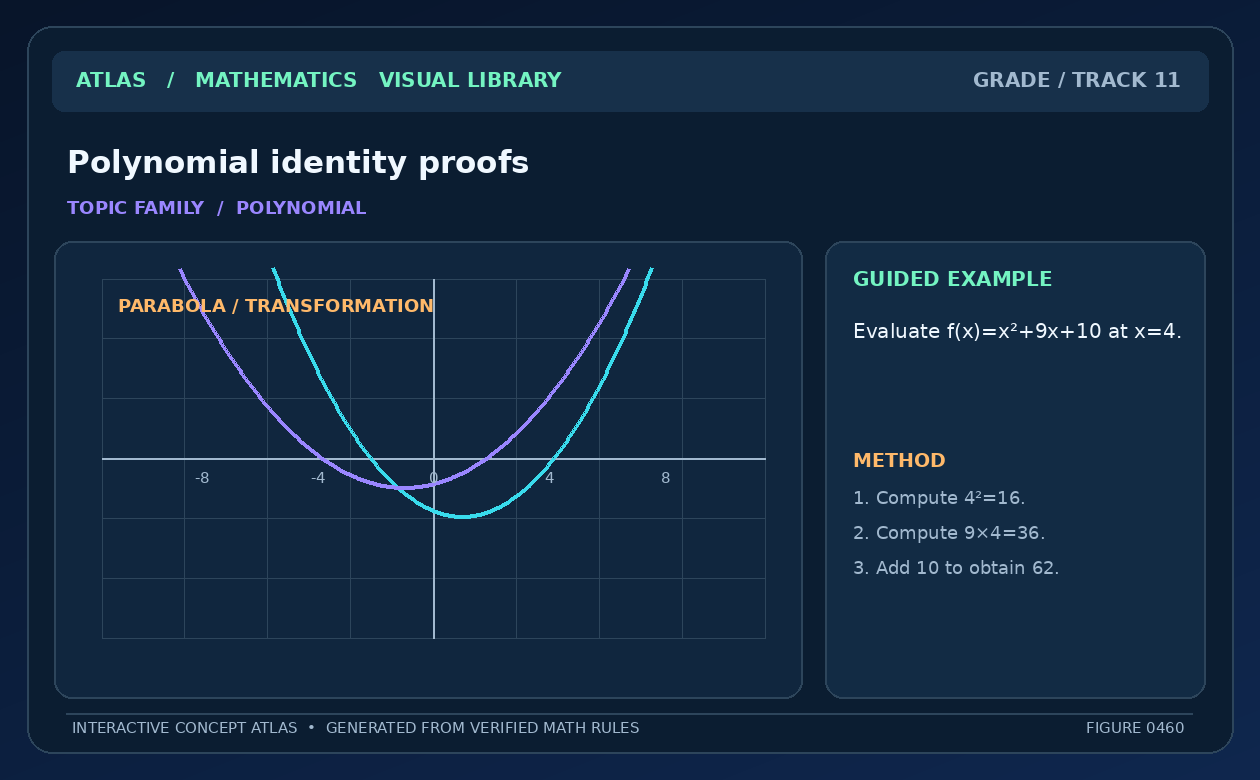 ATLAS / MATHEMATICS VISUAL LIBRARY
GRADE / TRACK 11
Polynomial identity proofs
TOPIC FAMILY / POLYNOMIAL
PARABOLA / TRANSFORMATION
-8 -4 0 4 8
GUIDED EXAMPLE
Evaluate f(x)=x²+9x+10 at x=4.
METHOD
1. Compute 4²=16.
2. Compute 9×4=36.
3. Add 10 to obtain 62.
INTERACTIVE CONCEPT ATLAS • GENERATED FROM VERIFIED MATH RULES
FIGURE 0460